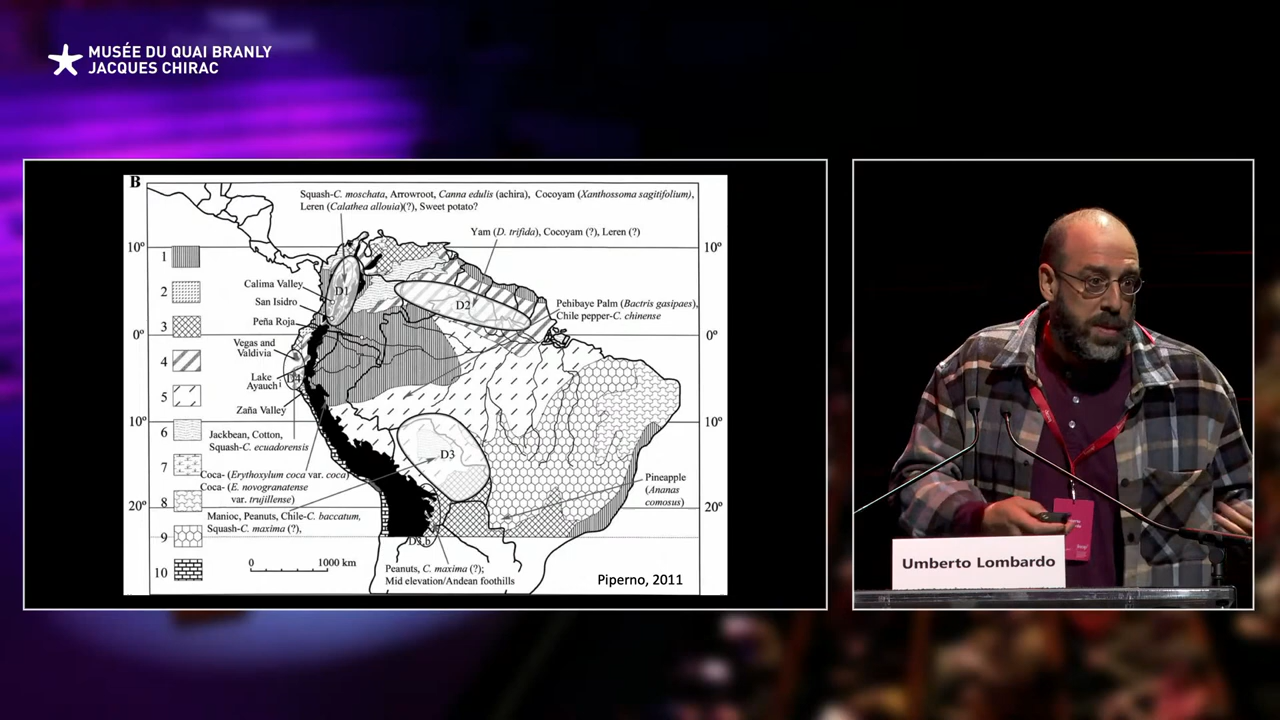 MUSÉE DU QUAI BRANLY
JACQUES CHIRAC
B
Squash-C. moschata, Arrowroot, Canna edulis (achira), Cocoyam (Xanthossoma sagitifolium),
Leren (Calathea allouia)(?), Sweet potato?
Yam (D. trifida), Cocoyam (?), Leren (?)
10º
10º
1
Calima Valley
D1
2
D2
San Isidro
Pehibaye Palm (Bactris gasipaes),
Chile pepper-C. chinense
Peña Roja
3
0º
0º
Vegas and
Valdivia
4
Lake
Ayauch
5
Zaña Valley
10º
10º
6
Jackbean, Cotton,
Squash-C. ecuadorensis
D3
7
Coca- (Erythoxylum coca var. coca)
Coca- (E. novogranatense
var. trujillense)
Pineapple
(Ananas
comosus)
8
20º
20º
Manioc, Peanuts, Chile-C. baccatum,
Squash-C. maxima (?),
9
D3.b
0 1000 km
10
Peanuts, C. maxima (?);
Mid elevation/Andean foothills
Piperno, 2011
Umberto Lombardo